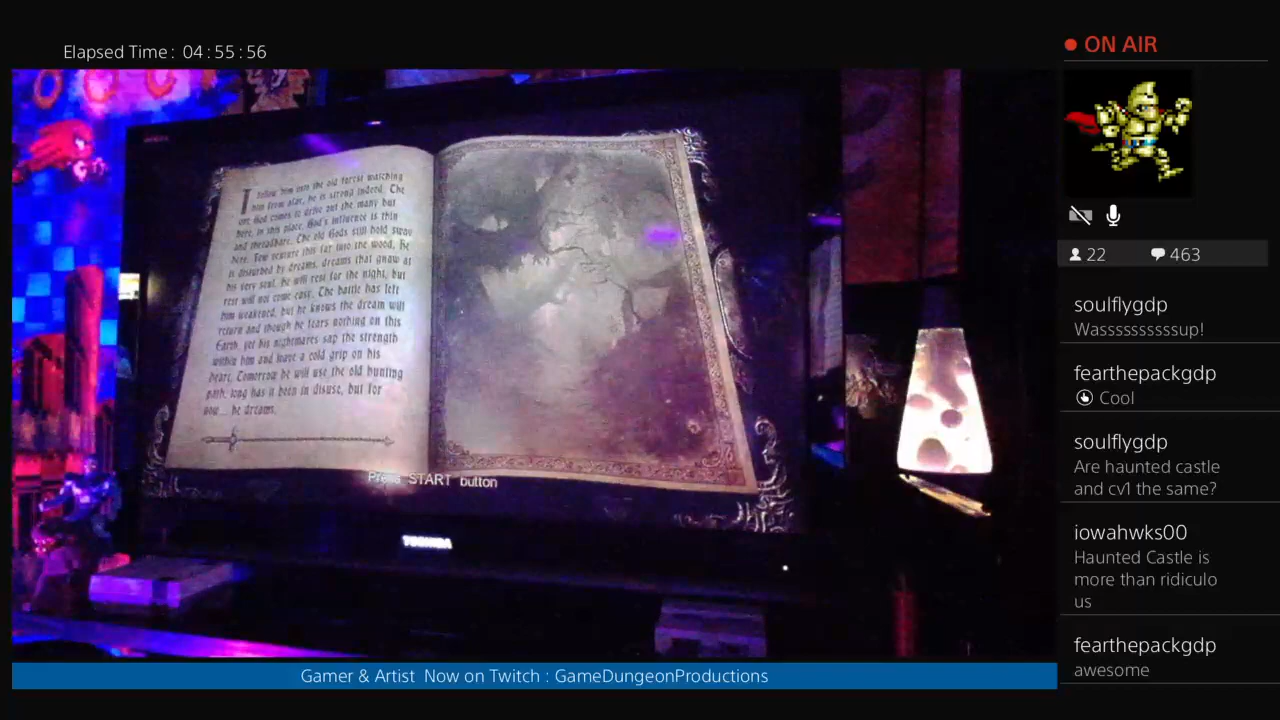 Elapsed Time: 04:55:56
ON AIR
I follow him into the old forest watching
him from afar, he is strong indeed. The
one God comes to drive out the many but
here, in this place, God's influence is thin
and threadbare. The old Gods still hold sway
here. Few venture this far into the wood. He
is disturbed by dreams, dreams that gnaw at
his very soul. He will rest for the night, but
rest will not come easy. The battle has left
him weakened, but he knows the dream will
return and though he fears nothing on this
Earth, yet his nightmares sap the strength
within him and leave a cold grip on his
heart. Tomorrow he will use the old hunting
path, long has it been in disuse, but for
now... he dreams.
Press START button
TOSHIBA
22
463
soulflygdp
Wasssssssssssup!
fearthepackgdp
Cool
soulflygdp
Are haunted castle
and cv1 the same?
iowahwks00
Haunted Castle is
more than ridiculo
us
fearthepackgdp
awesome
Gamer & Artist Now on Twitch : GameDungeonProductions